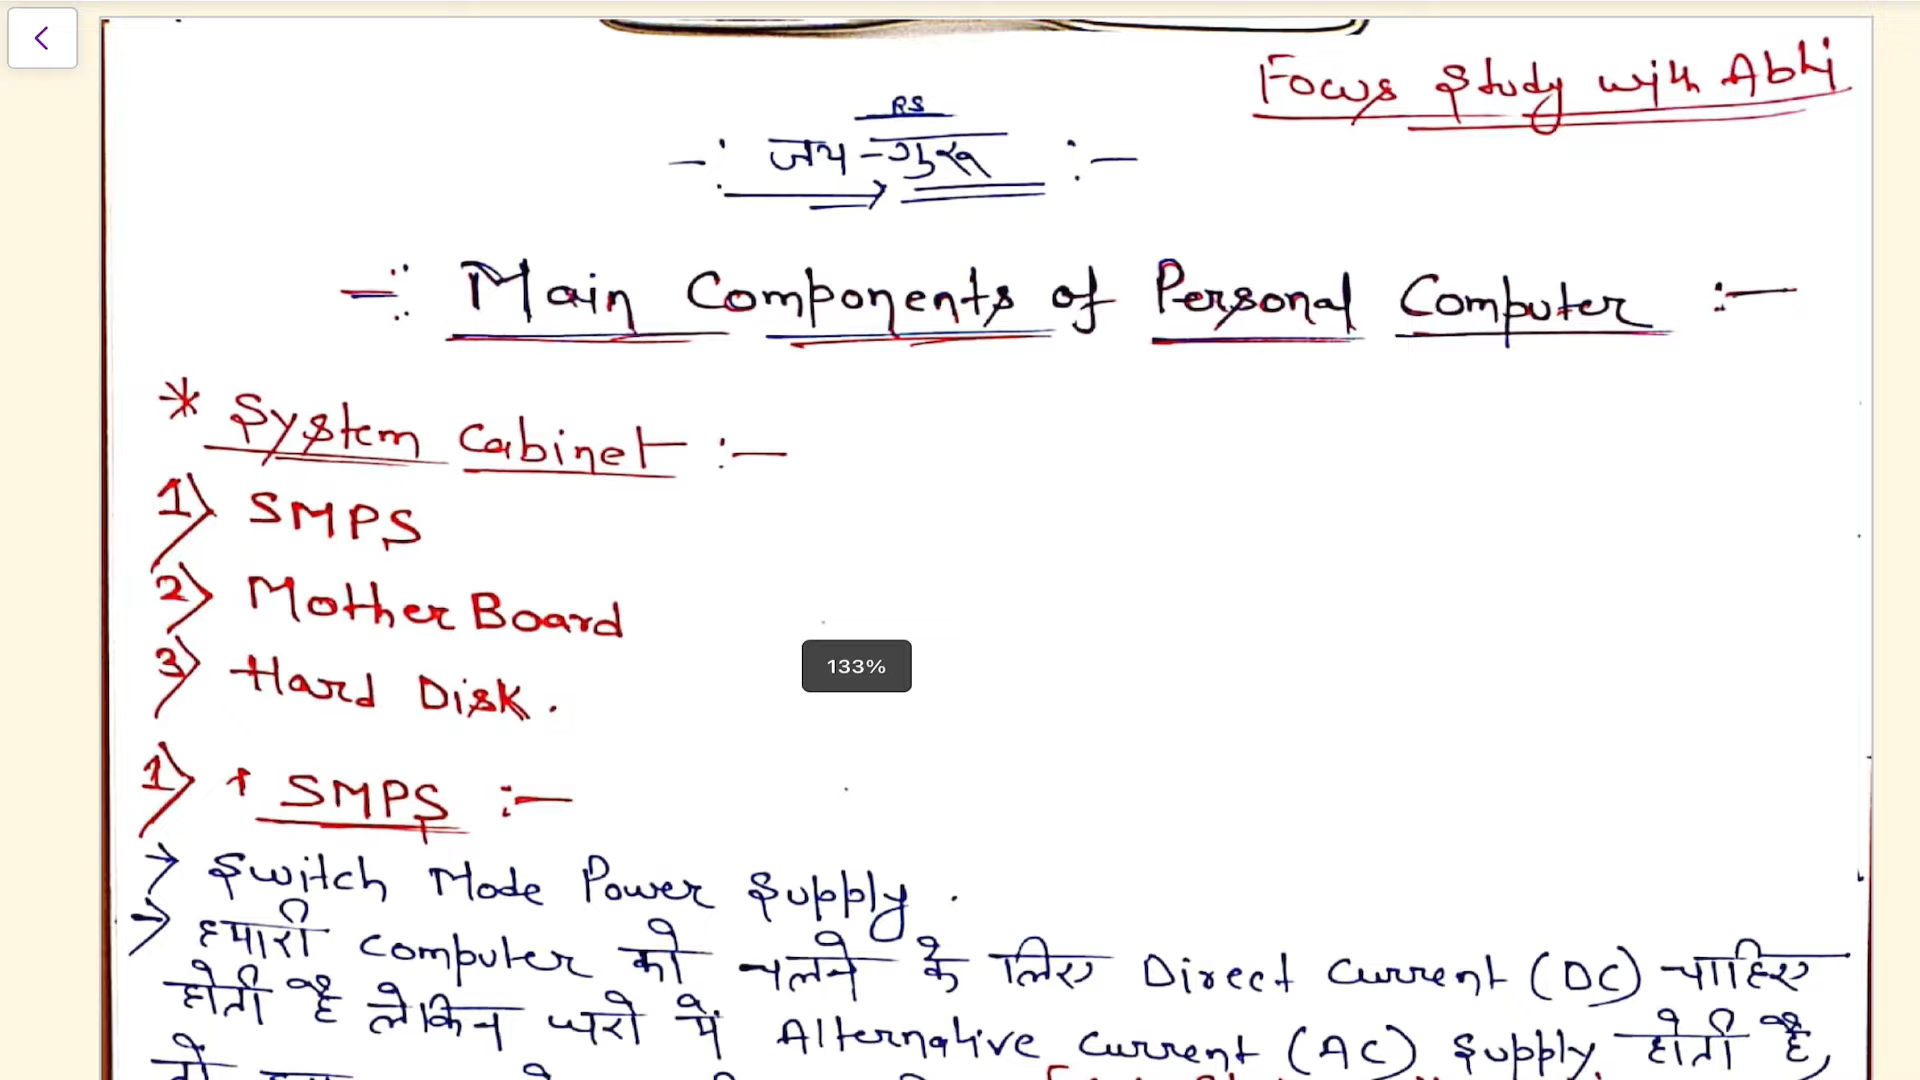 Focus Study with Abhi
RS
-: जय-गुरु :-
-: Main Components of Personal Computer :-
* System Cabinet :-
1) SMPS
2) Mother Board
3) Hard Disk.
133%
1) * SMPS :-
→ Switch Mode Power Supply.
→ हमारी computer को चलने के लिए Direct Current (DC) चाहिए
होती है लेकिन घरो में Alternative Current (AC) Supply होती है,